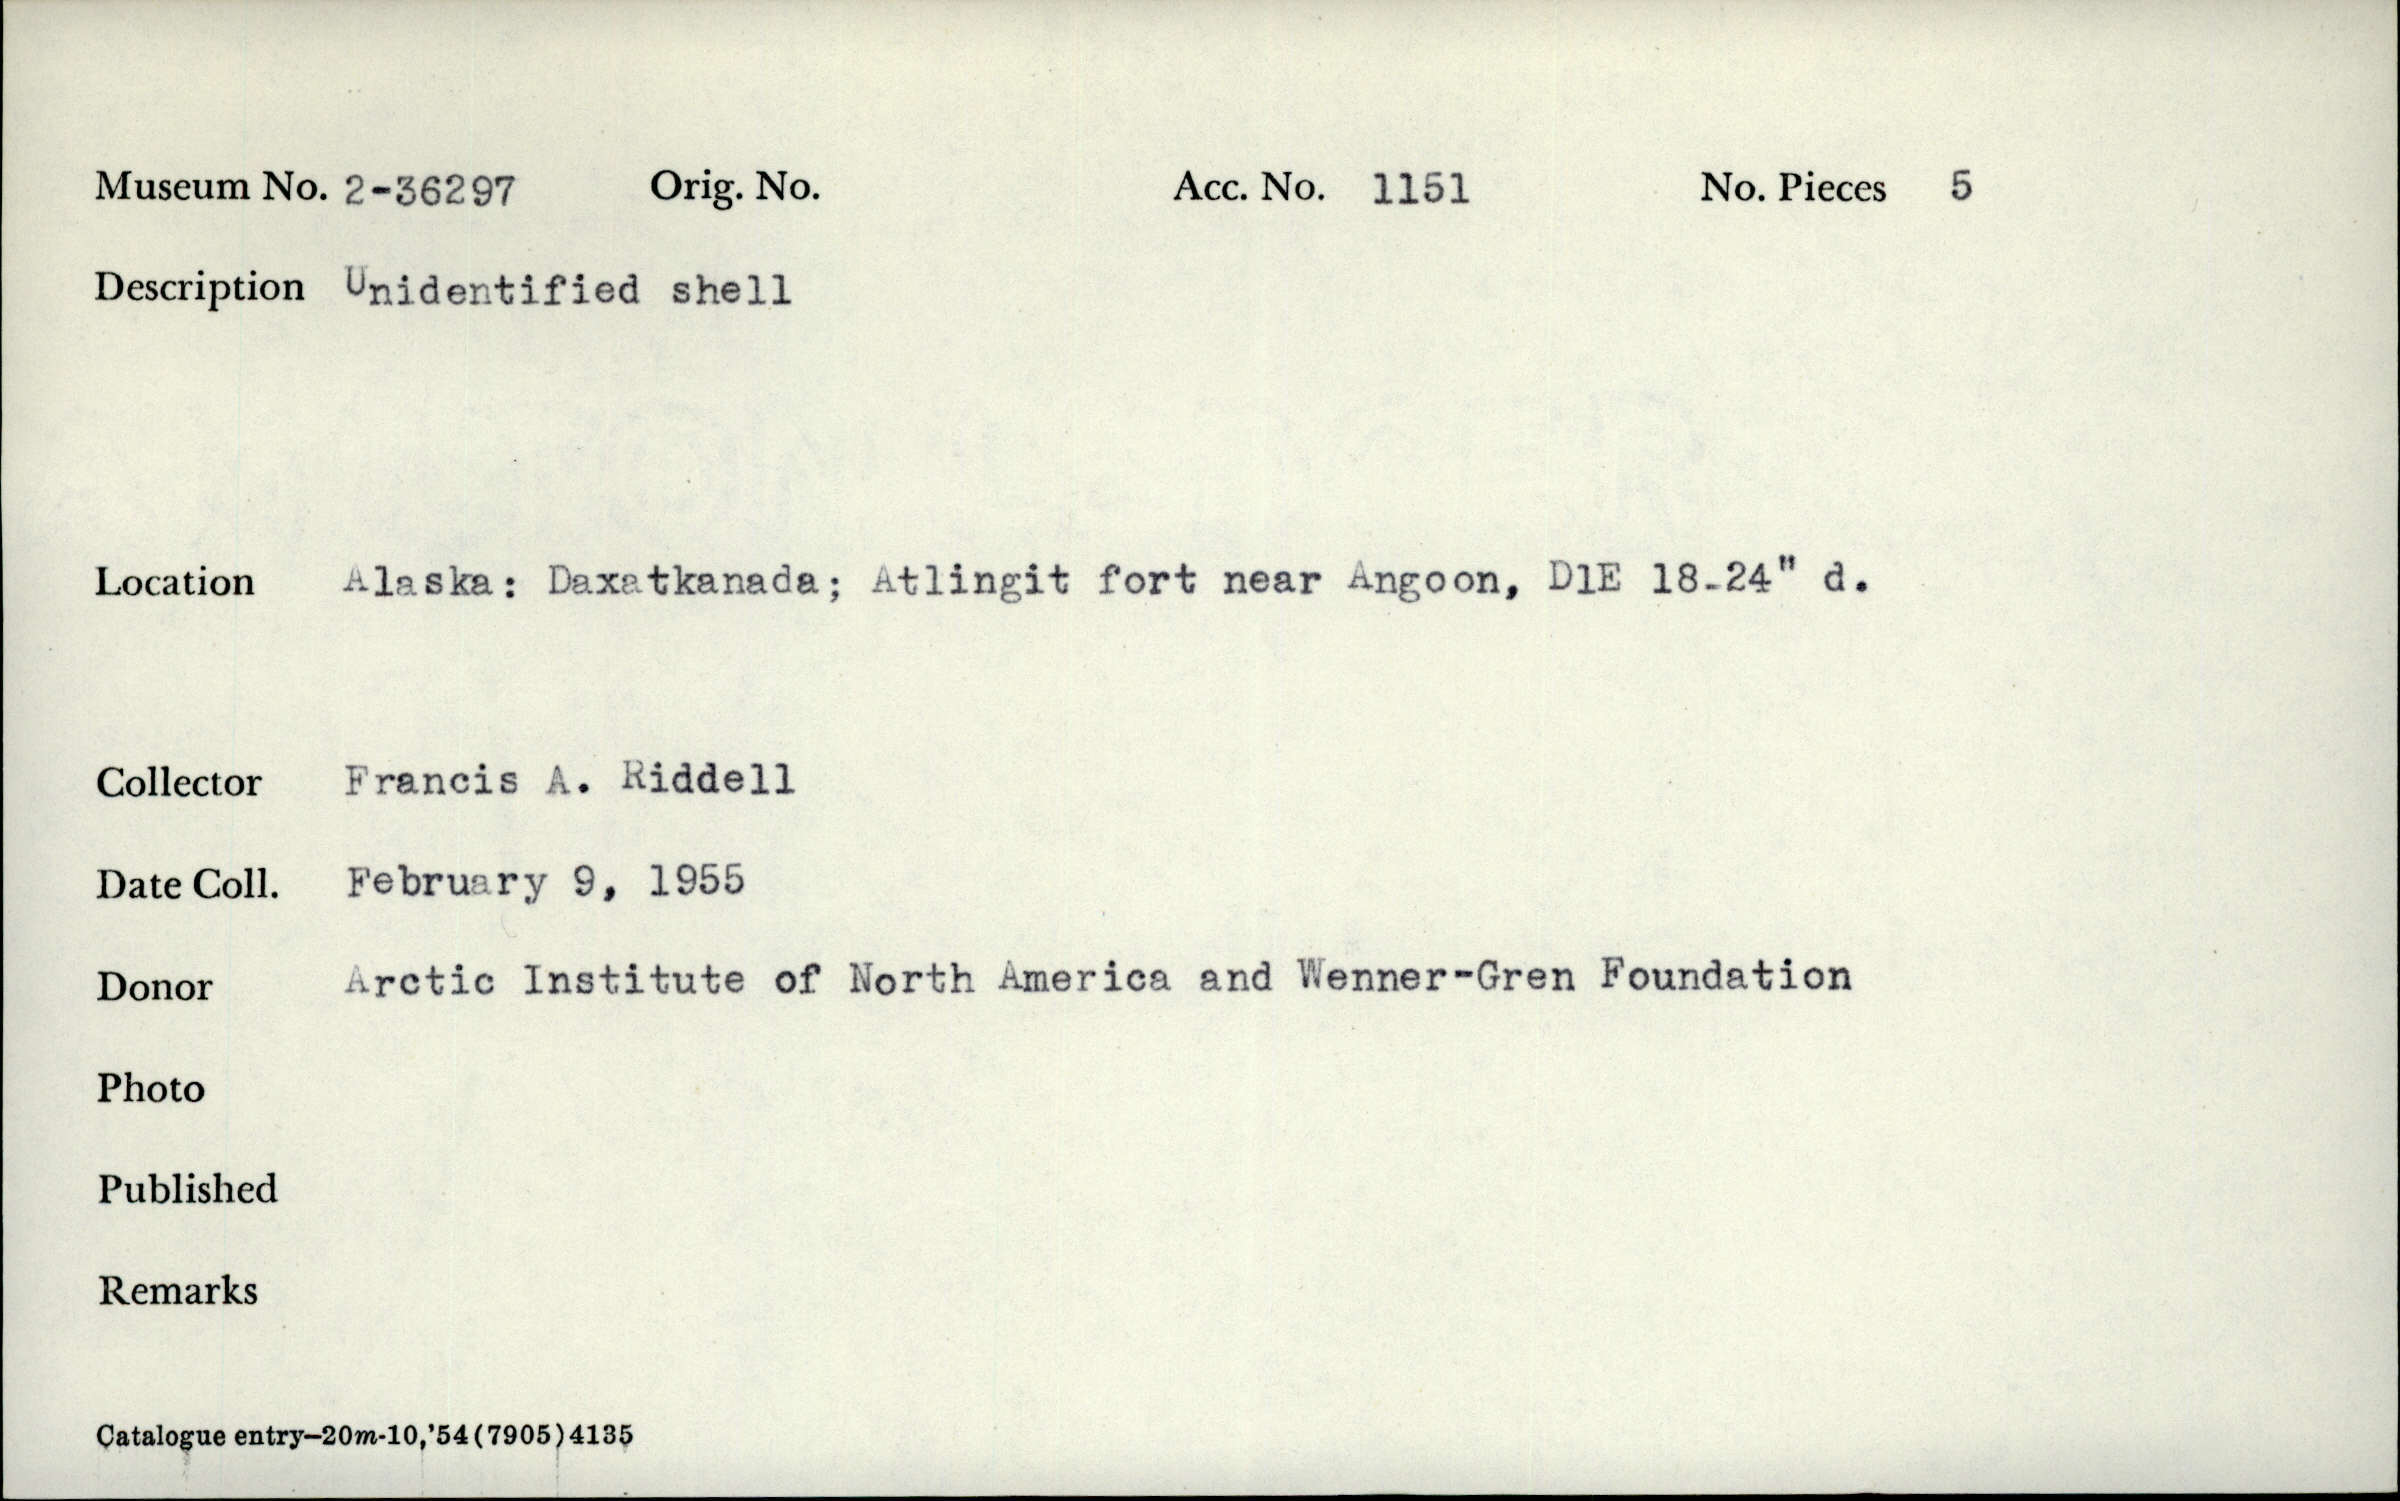 Museum No. 2-36297 Orig. No. Acc. No. 1151 No. Pieces 5
Description Unidentified shell
Location Alaska: Daxatkanada; Atlingit fort near Angoon, D1E 18-24" d.
Collector Francis A. Riddell
Date Coll. February 9, 1955
Donor Arctic Institute of North America and Wenner-Gren Foundation
Photo
Published
Remarks
Catalogue entry—20m-10,'54(7905)4135